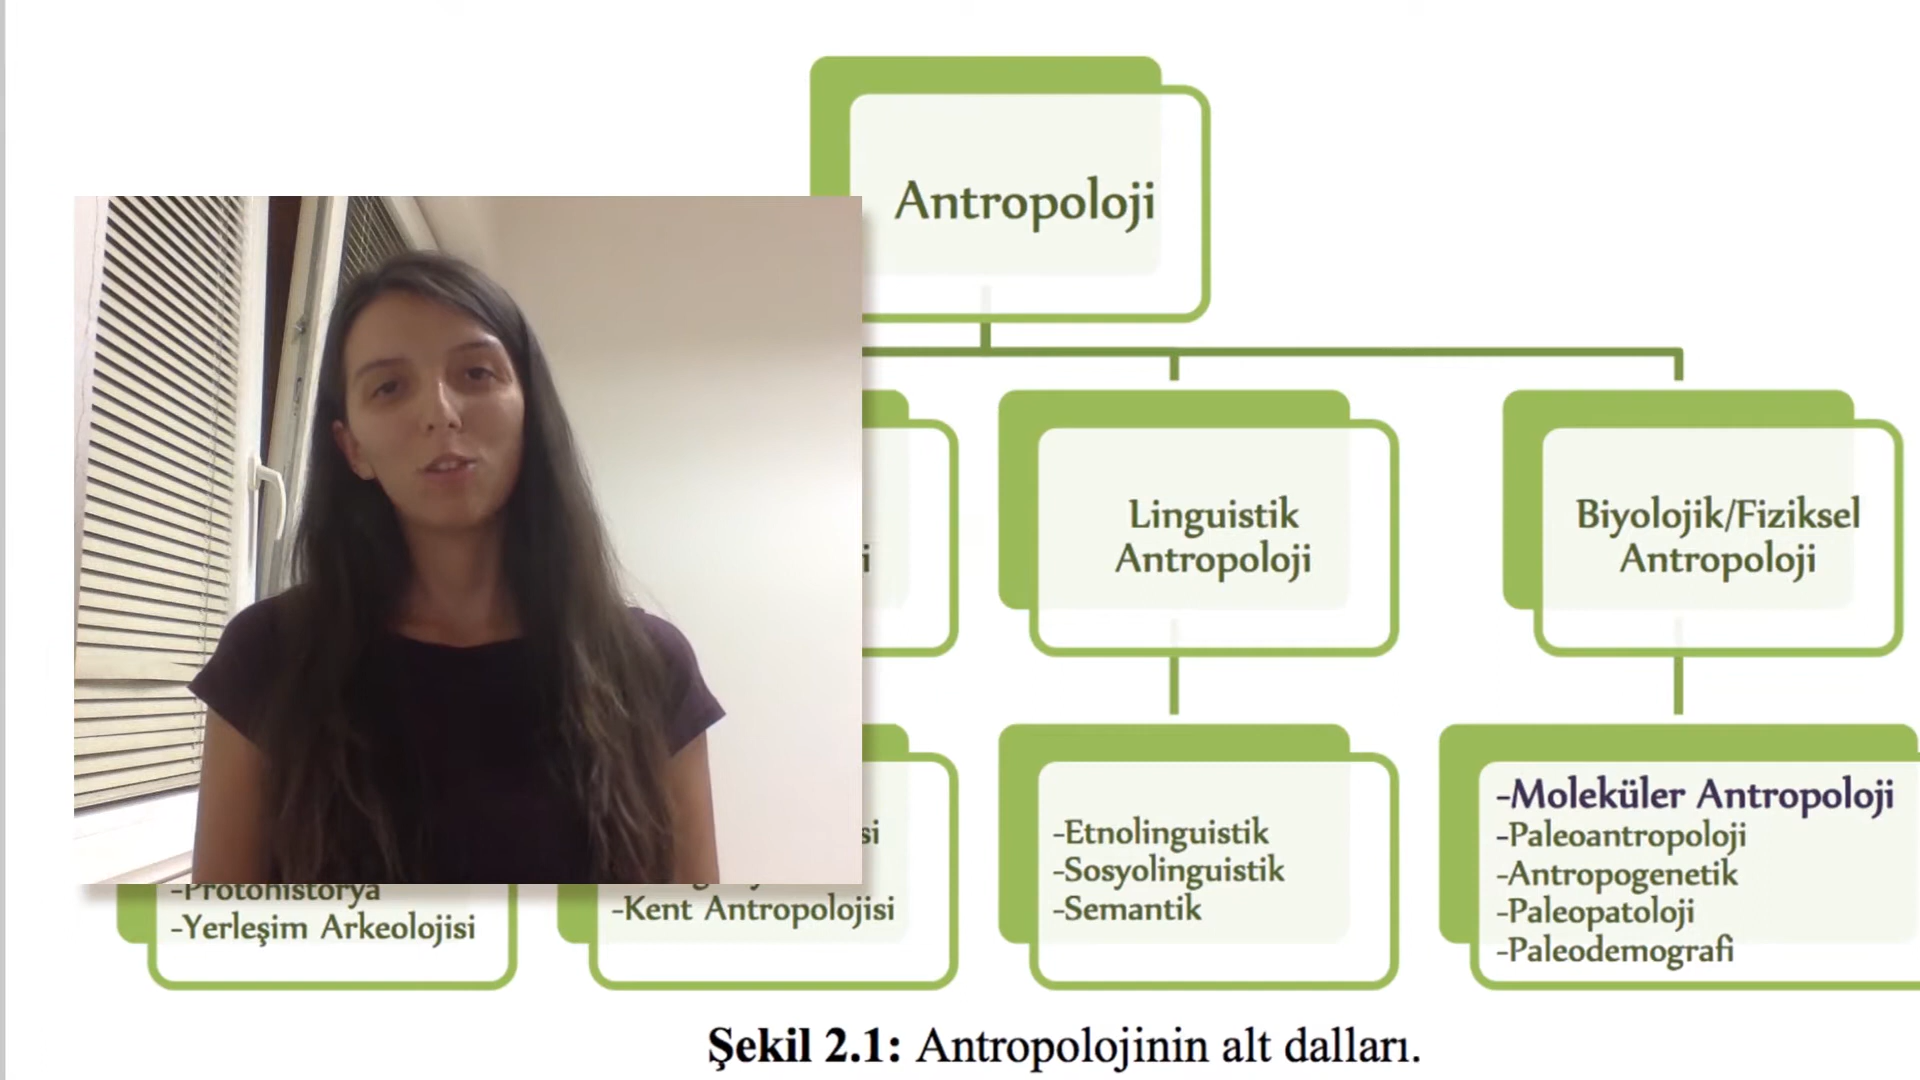 Antropoloji
Linguistik
Antropoloji
Biyolojik/Fiziksel
Antropoloji
-Protohistorya
-Yerleşim Arkeolojisi
-Kent Antropolojisi
-Etnolinguistik
-Sosyolinguistik
-Semantik
-Moleküler Antropoloji
-Paleoantropoloji
-Antropogenetik
-Paleopatoloji
-Paleodemografi
Şekil 2.1: Antropolojinin alt dalları.